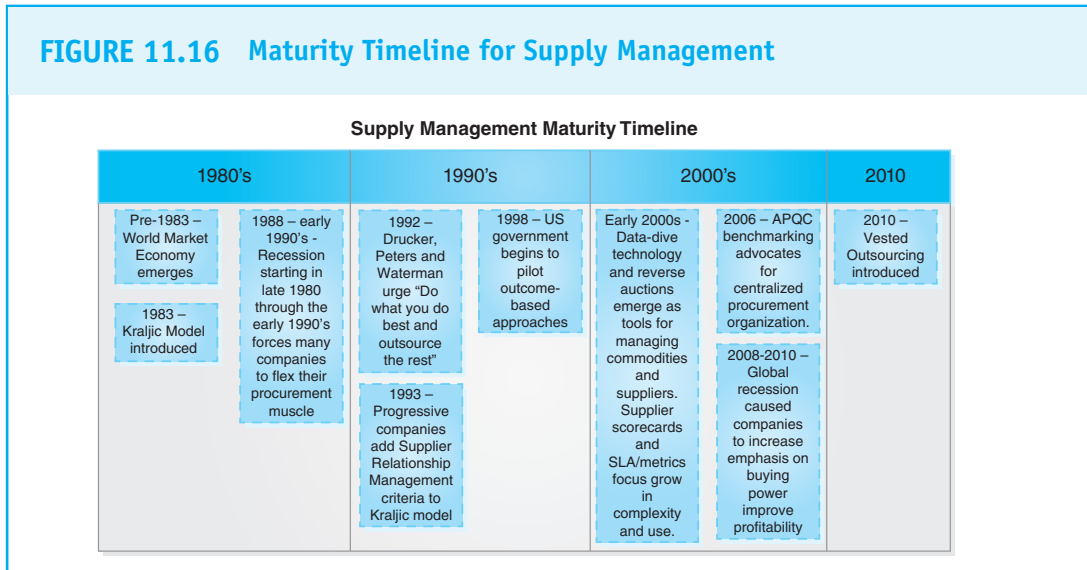 FIGURE 11.16 Maturity Timeline for Supply Management
Supply Management Maturity Timeline
1980's
1990's
2000's
2010
Pre-1983 –
World Market
Economy
emerges
1983 –
Kraljic Model
introduced
1988 – early
1990's -
Recession
starting in
late 1980
through the
early 1990's
forces many
companies
to flex their
procurement
muscle
1992 –
Drucker,
Peters and
Waterman
urge “Do
what you do
best and
outsource
the rest”
1993 –
Progressive
companies
add Supplier
Relationship
Management
criteria to
Kraljic model
1998 – US
government
begins to
pilot
outcome-
based
approaches
Early 2000s -
Data-dive
technology
and reverse
auctions
emerge as
tools for
managing
commodities
and
suppliers.
Supplier
scorecards
and
SLA/metrics
focus grow
in
complexity
and use.
2006 – APQC
benchmarking
advocates
for
centralized
procurement
organization.
2008-2010 –
Global
recession
caused
companies
to increase
emphasis on
buying
power
improve
profitability
2010 –
Vested
Outsourcing
introduced